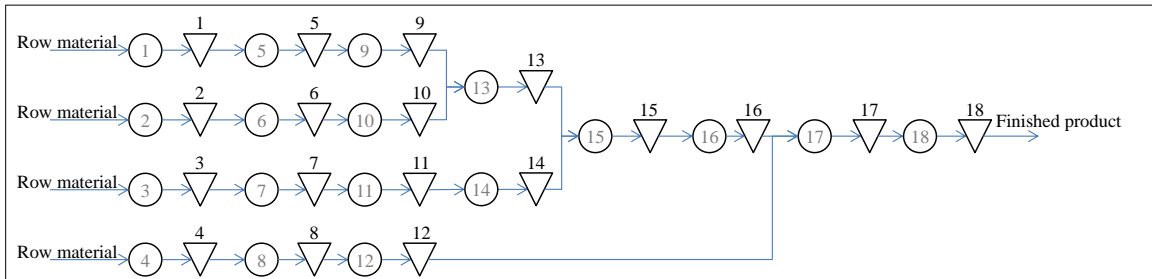 1 5 9
Row material 1 5 9
13
13
2 6 10
Row material 2 6 10
15 16 17 18
15 16 17 18 Finished product
3 7 11 14
Row material 3 7 11 14
4 8 12
Row material 4 8 12